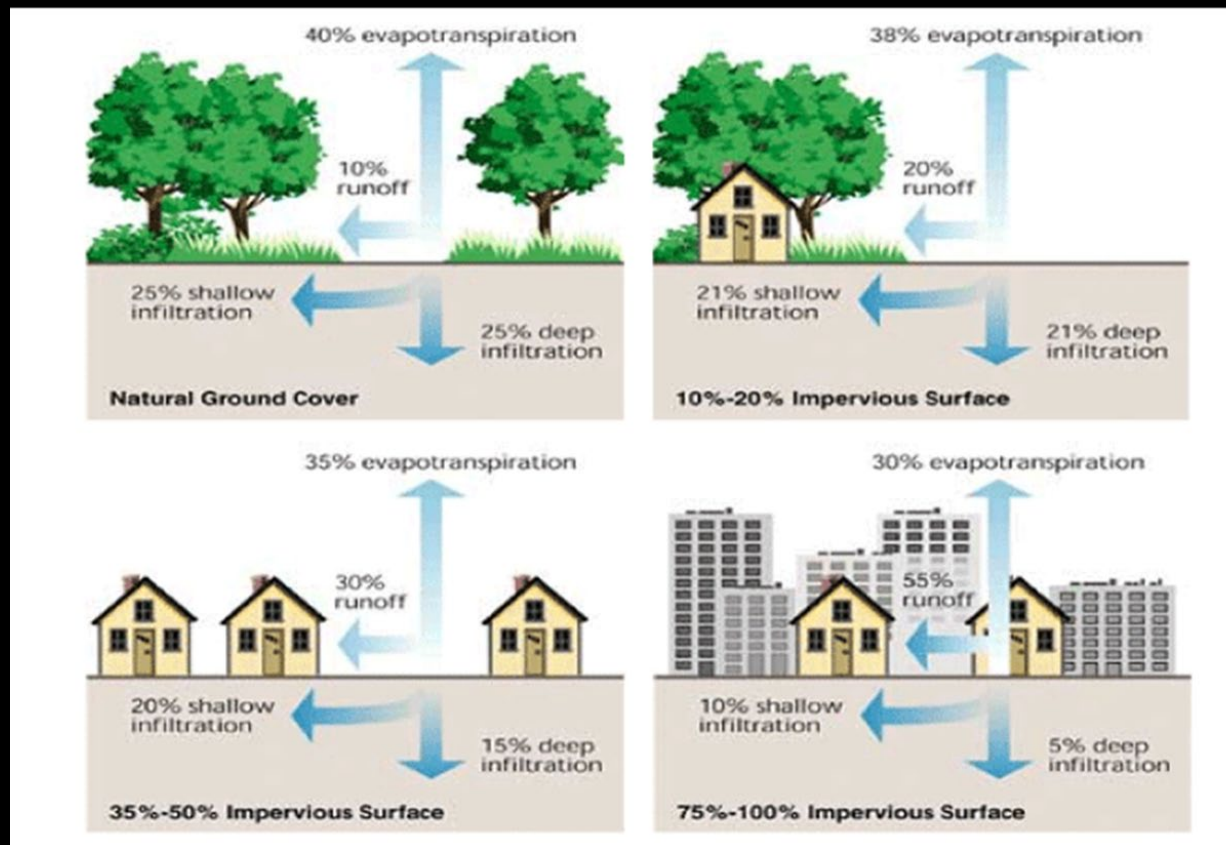 40% evapotranspiration
10%
runoff
25% shallow
infiltration
25% deep
infiltration
Natural Ground Cover
38% evapotranspiration
20%
runoff
21% shallow
infiltration
21% deep
infiltration
10%-20% Impervious Surface
35% evapotranspiration
30%
runoff
20% shallow
infiltration
15% deep
infiltration
35%-50% Impervious Surface
30% evapotranspiration
55%
runoff
10% shallow
infiltration
5% deep
infiltration
75%-100% Impervious Surface